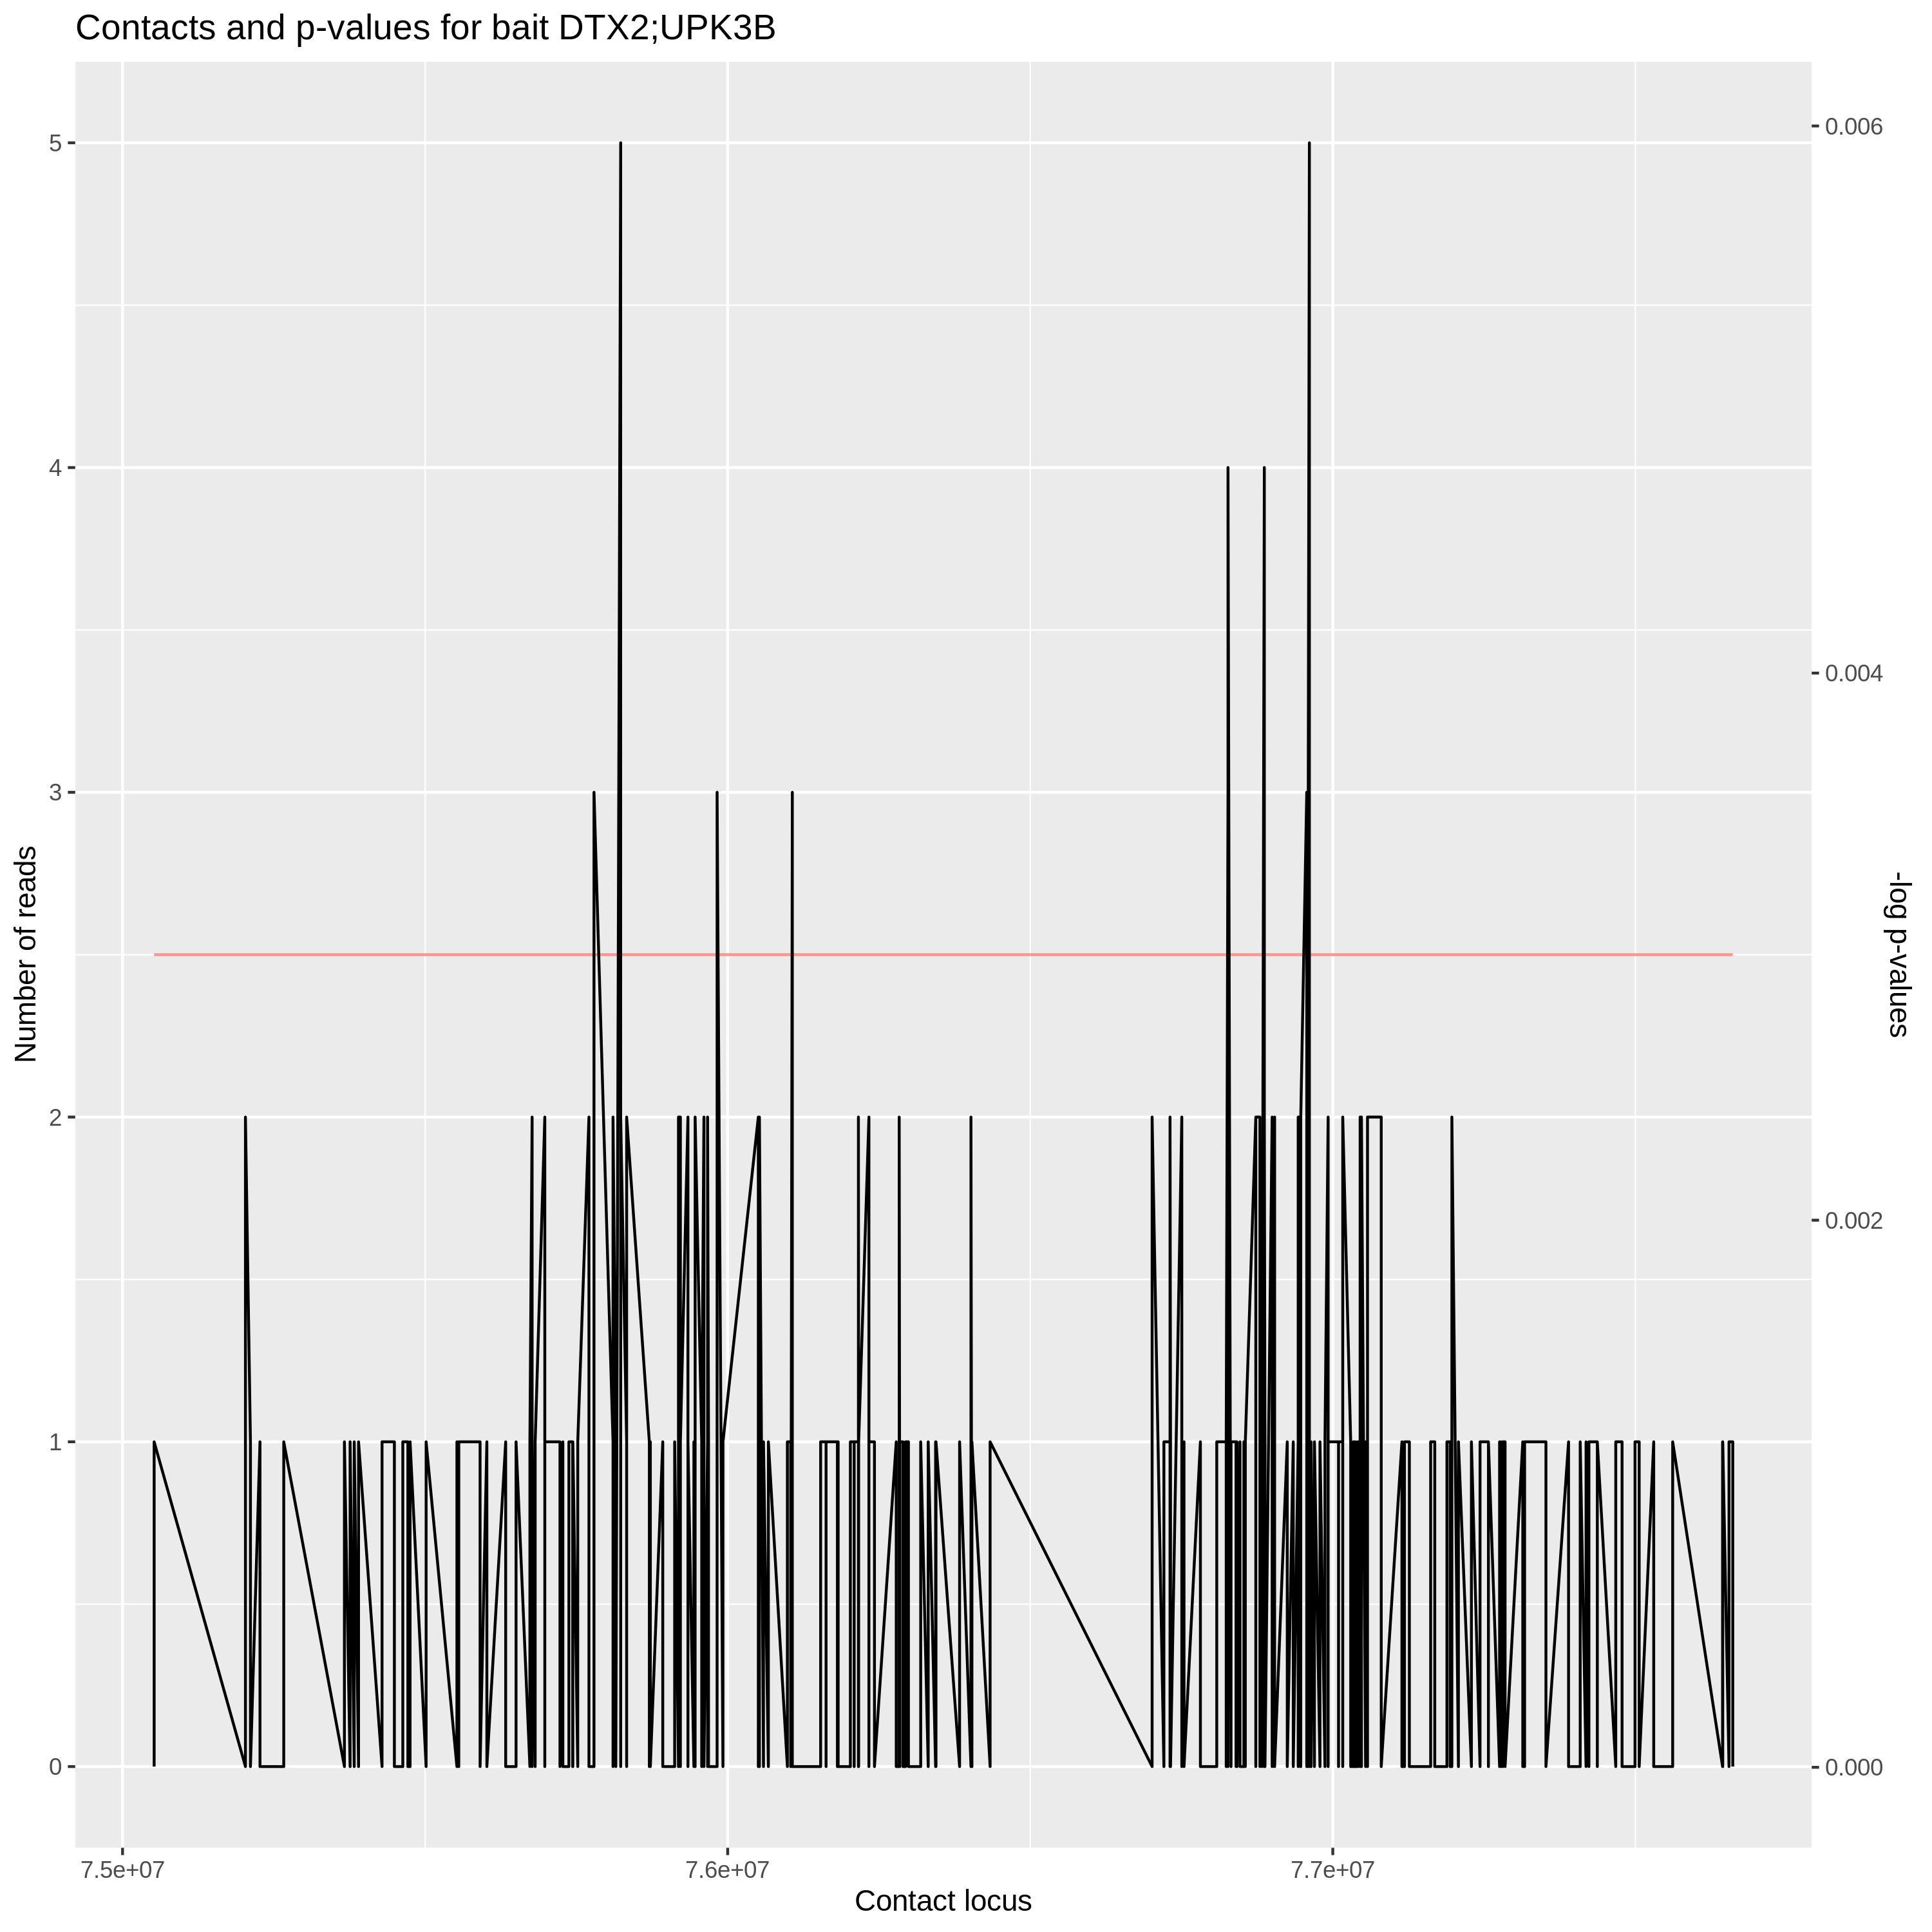 Contacts and p-values for bait DTX2;UPK3B
5
4
3
2
1
0
Number of reads
0.006
0.004
0.002
0.000
-log p-values
7.5e+07
7.6e+07
7.7e+07
Contact locus